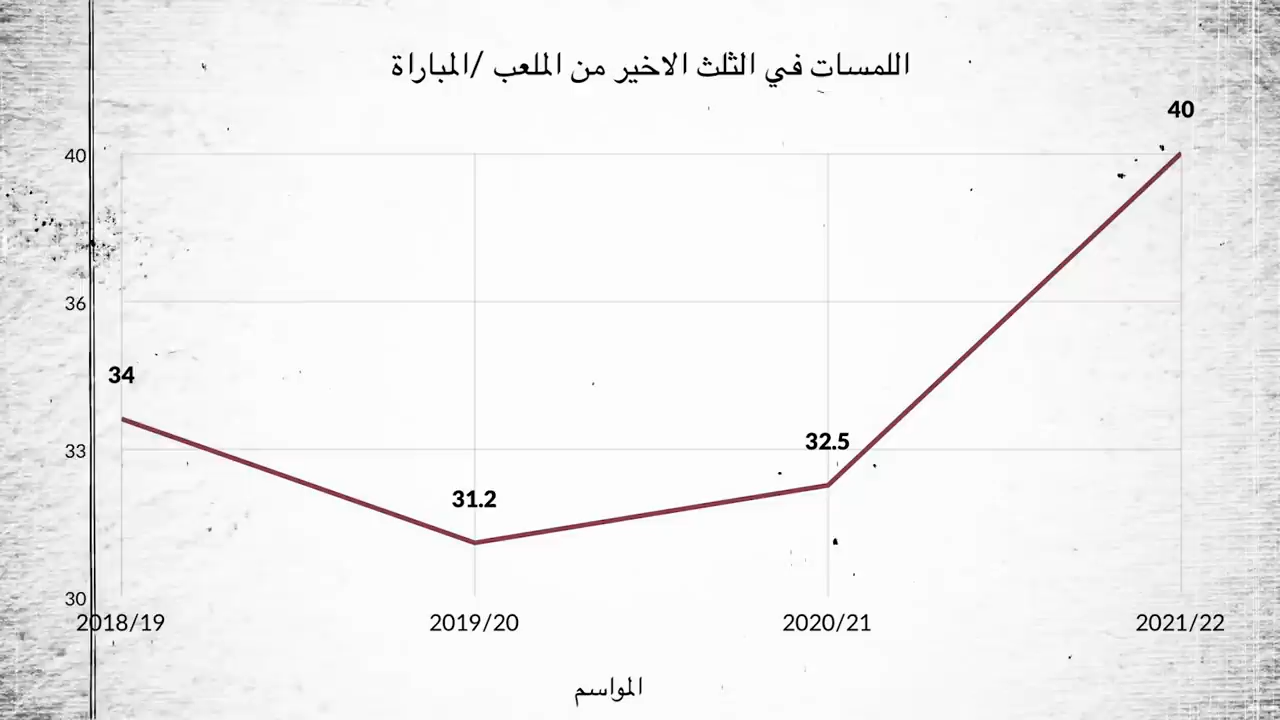 اللمسات في الثلث الاخير من الملعب /المباراة
40
40
36
34
33
32.5
31.2
30
2018/19 2019/20 2020/21 2021/22
المواسم